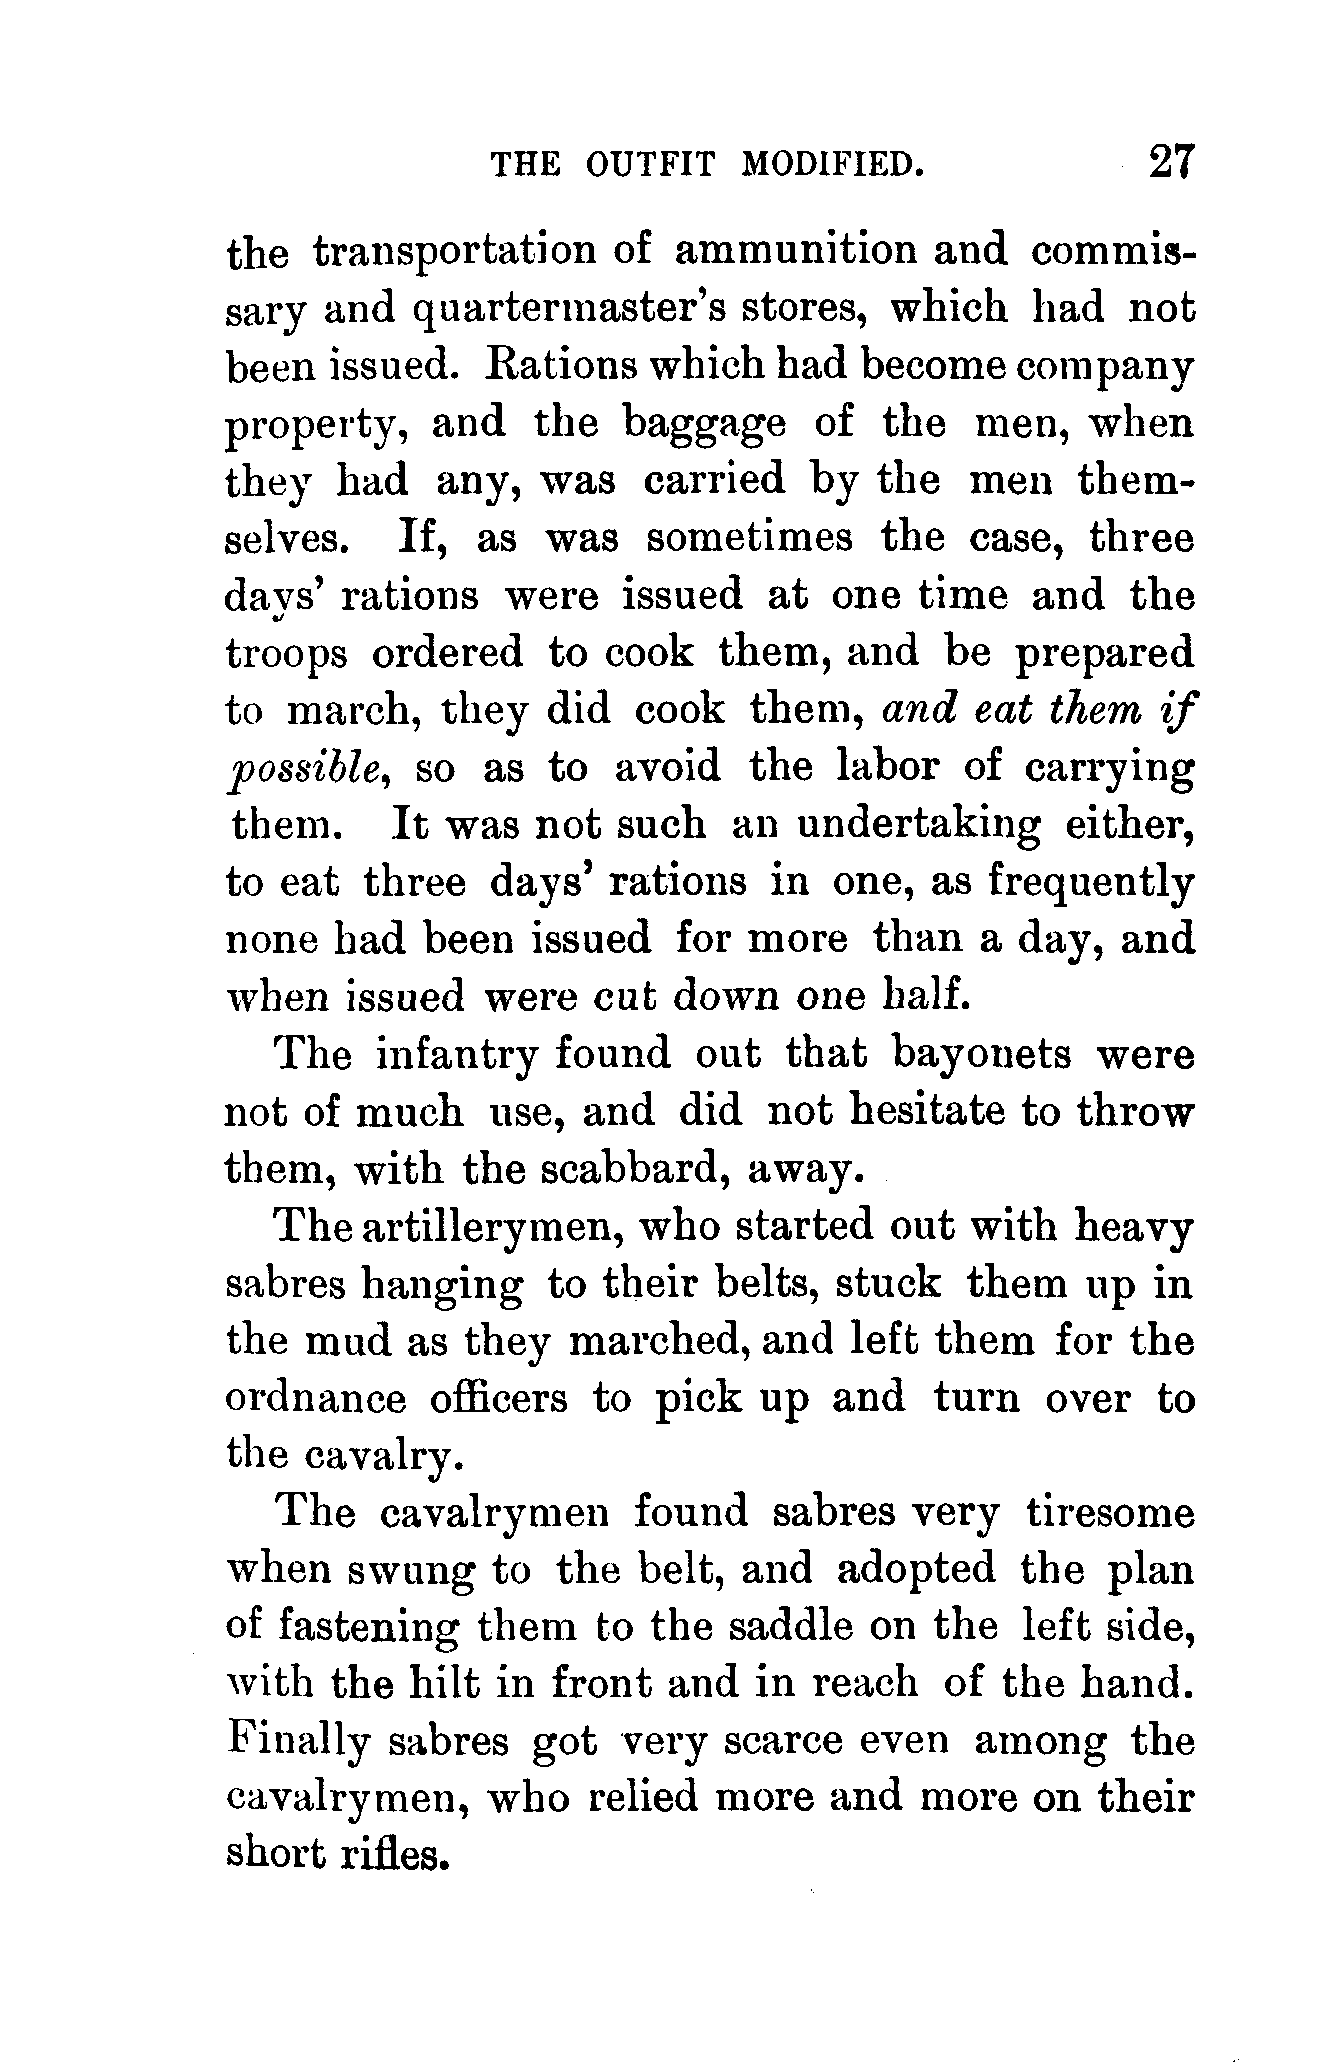 THE OUTFIT MODIFIED. 27
the transportation of ammunition and commis-
sary and quartermaster's stores, which had not
been issued. Rations which had become company
property, and the baggage of the men, when
they had any, was carried by the men them-
selves. If, as was sometimes the case, three
days' rations were issued at one time and the
troops ordered to cook them, and be prepared
to march, they did cook them, and eat them if
possible, so as to avoid the labor of carrying
them. It was not such an undertaking either,
to eat three days' rations in one, as frequently
none had been issued for more than a day, and
when issued were cut down one half.
The infantry found out that bayonets were
not of much use, and did not hesitate to throw
them, with the scabbard, away.
The artillerymen, who started out with heavy
sabres hanging to their belts, stuck them up in
the mud as they marched, and left them for the
ordnance officers to pick up and turn over to
the cavalry.
The cavalrymen found sabres very tiresome
when swung to the belt, and adopted the plan
of fastening them to the saddle on the left side,
with the hilt in front and in reach of the hand.
Finally sabres got very scarce even among the
cavalrymen, who relied more and more on their
short rifles.